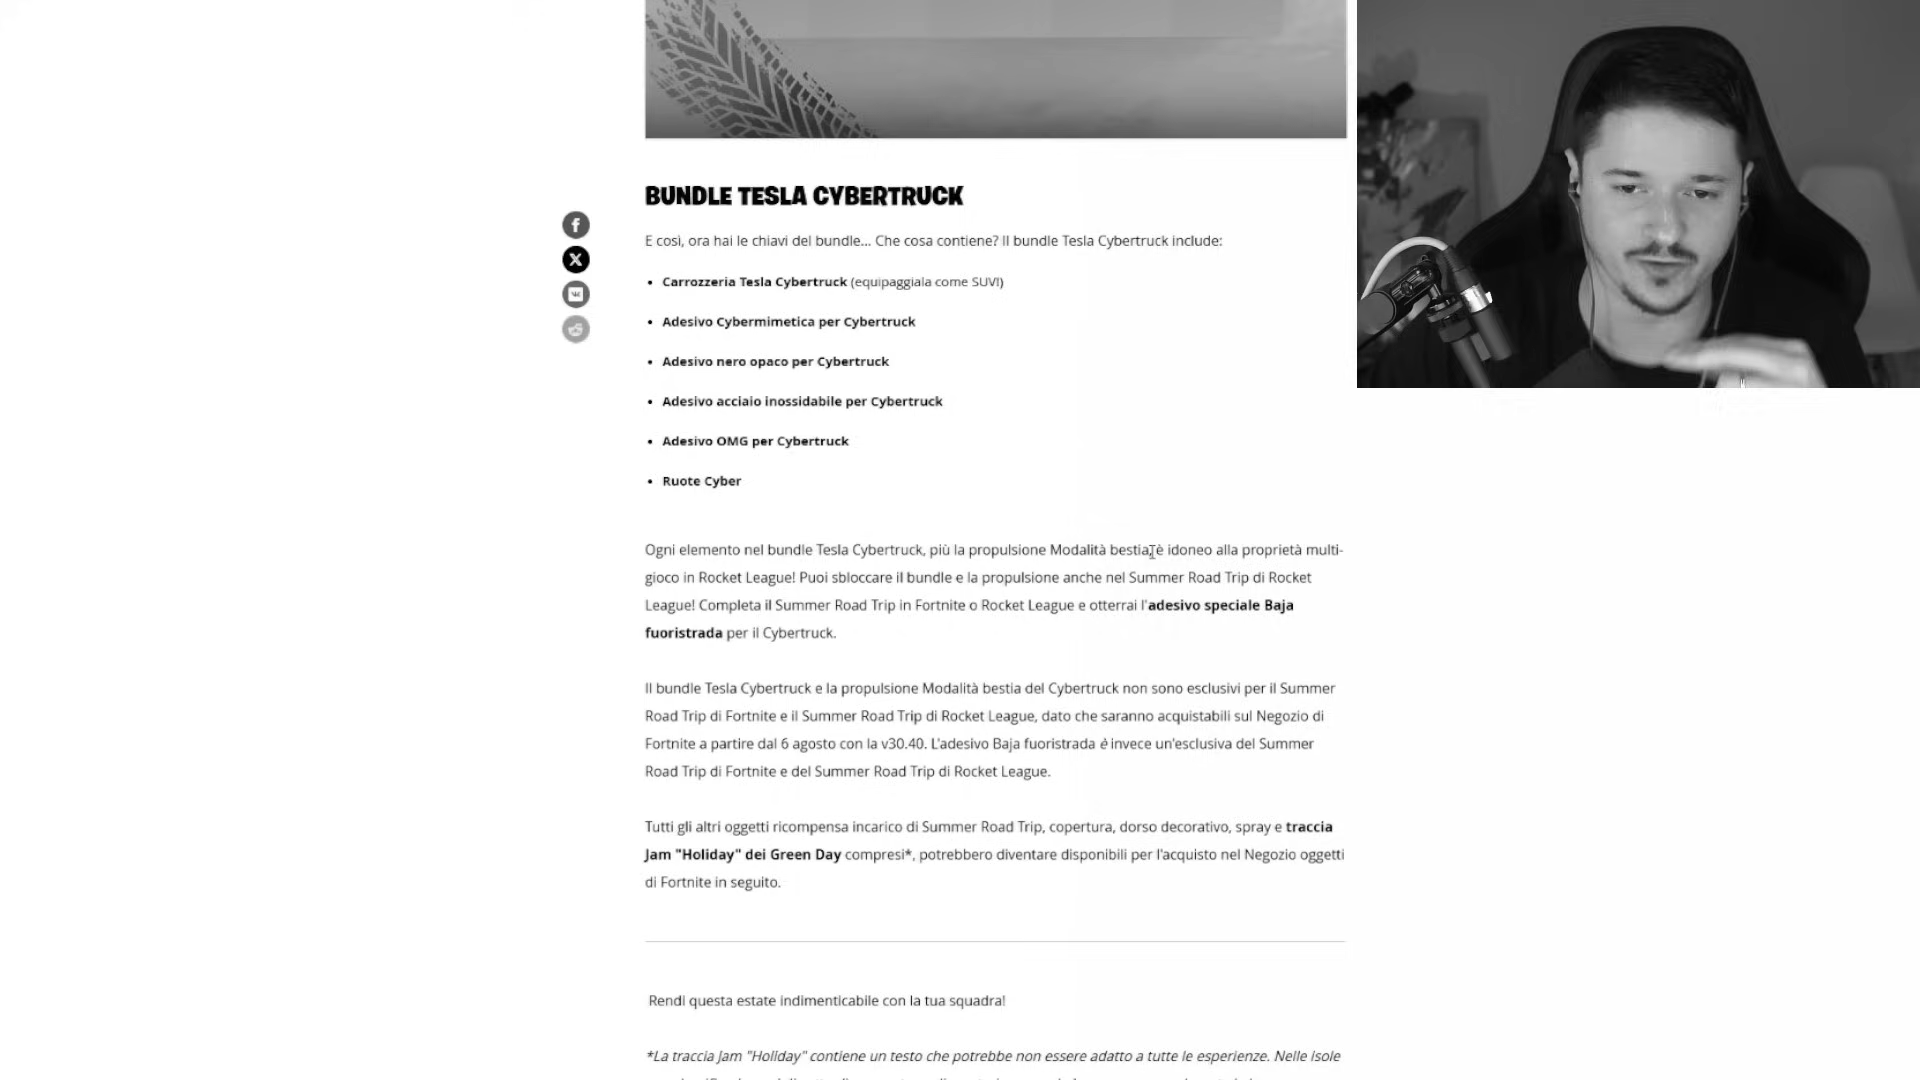 BUNDLE TESLA CYBERTRUCK
E così, ora hai le chiavi del bundle... Che cosa contiene? Il bundle Tesla Cybertruck include:
• Carrozzeria Tesla Cybertruck (equipaggiala come SUV!)
• Adesivo Cybermimetica per Cybertruck
• Adesivo nero opaco per Cybertruck
• Adesivo acciaio inossidabile per Cybertruck
• Adesivo OMG per Cybertruck
• Ruote Cyber
Ogni elemento nel bundle Tesla Cybertruck, più la propulsione Modalità bestia, è idoneo alla proprietà multi-
gioco in Rocket League! Puoi sbloccare il bundle e la propulsione anche nel Summer Road Trip di Rocket
League! Completa il Summer Road Trip in Fortnite o Rocket League e otterrai l'adesivo speciale Baja
fuoristrada per il Cybertruck.
Il bundle Tesla Cybertruck e la propulsione Modalità bestia del Cybertruck non sono esclusivi per il Summer
Road Trip di Fortnite e il Summer Road Trip di Rocket League, dato che saranno acquistabili sul Negozio di
Fortnite a partire dal 6 agosto con la v30.40. L'adesivo Baja fuoristrada è invece un'esclusiva del Summer
Road Trip di Fortnite e del Summer Road Trip di Rocket League.
Tutti gli altri oggetti ricompensa incarico di Summer Road Trip, copertura, dorso decorativo, spray e traccia
Jam "Holiday" dei Green Day compresi*, potrebbero diventare disponibili per l'acquisto nel Negozio oggetti
di Fortnite in seguito.
Rendi questa estate indimenticabile con la tua squadra!
*La traccia Jam "Holiday" contiene un testo che potrebbe non essere adatto a tutte le esperienze. Nelle isole